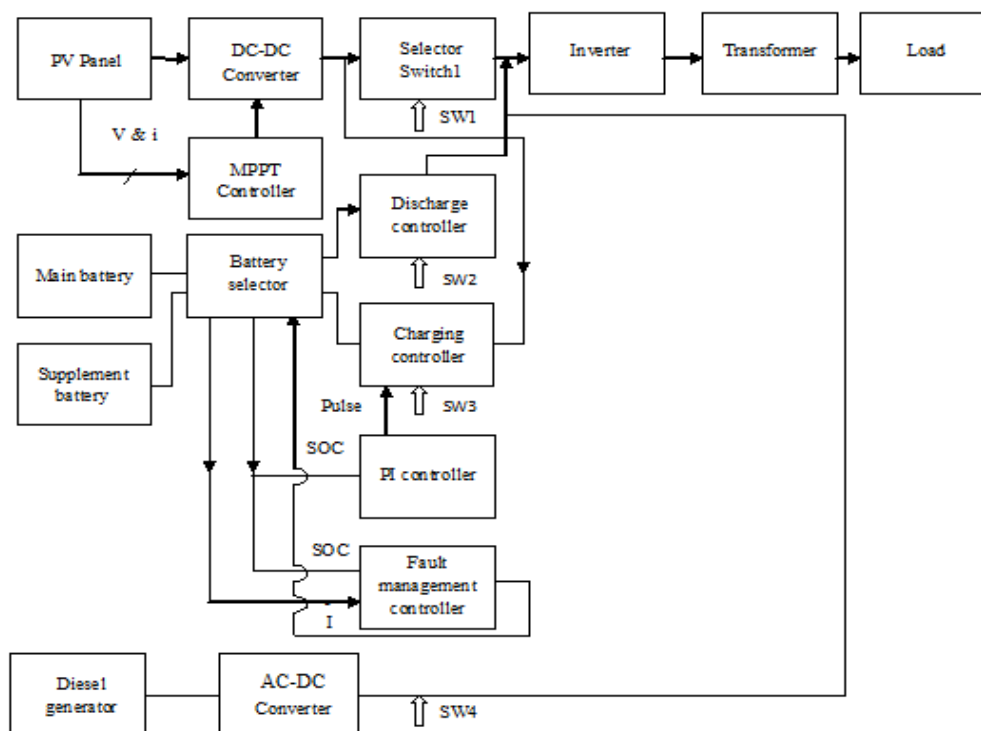 PV Panel
DC-DC
Converter
Selector
Switch1
Inverter
Transformer
Load
SW1
V & i
MPPT
Controller
Discharge
controller
SW2
Main battery
Battery
selector
Charging
controller
SW3
Supplement
battery
Pulse
SOC
PI controller
SOC
Fault
management
controller
I
Diesel
generator
AC-DC
Converter
SW4